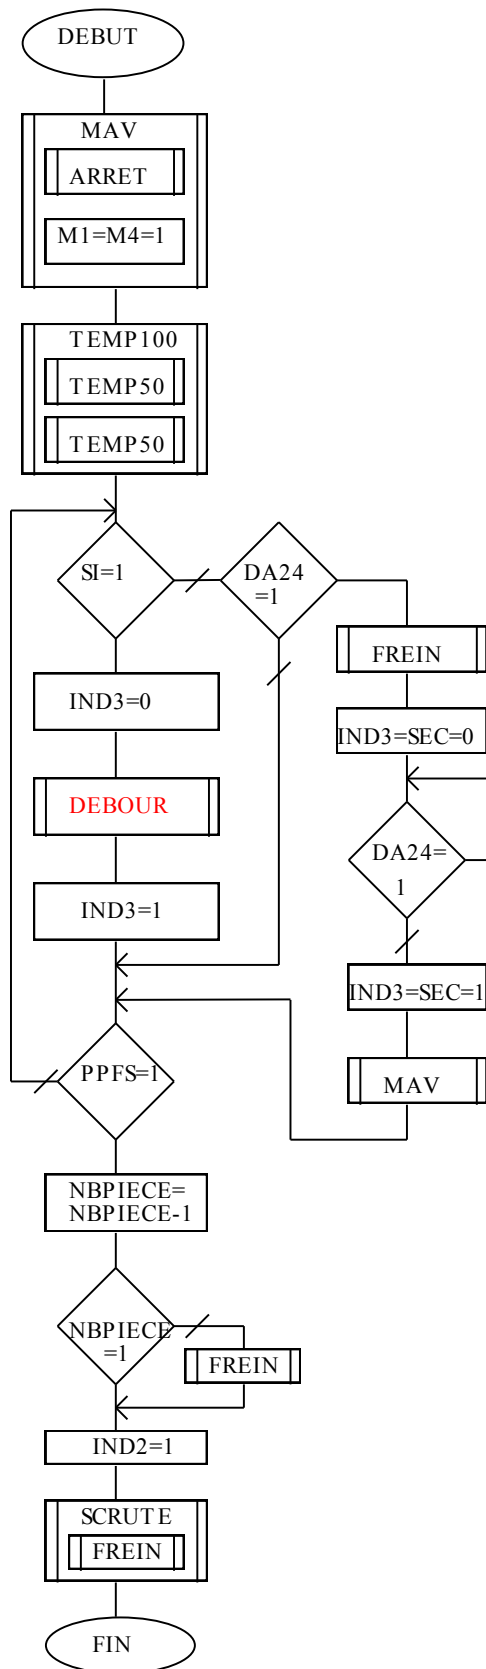 DEBUT
MAV
ARRET
M1=M4=1
TEMP100
TEMP50
TEMP50
SI=1
DA24
=1
FREIN
IND3=0
IND3=SEC=0
DEBOUR
DA24=
1
IND3=1
IND3=SEC=1
PPFS=1
MAV
NBPIECE=
NBPIECE-1
NBPIECE
=1
FREIN
IND2=1
SCRUTE
FREIN
FIN